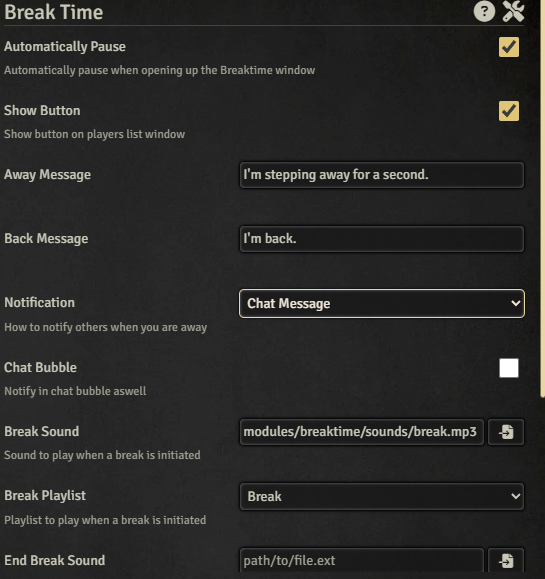 Break Time
Automatically Pause
Automatically pause when opening up the Breaktime window
Show Button
Show button on players list window
Away Message
I'm stepping away for a second.
Back Message
I'm back.
Notification
Chat Message
How to notify others when you are away
Chat Bubble
Notify in chat bubble aswell
Break Sound
modules/breaktime/sounds/break.mp3
Sound to play when a break is initiated
Break Playlist
Break
Playlist to play when a break is initiated
End Break Sound
path/to/file.ext